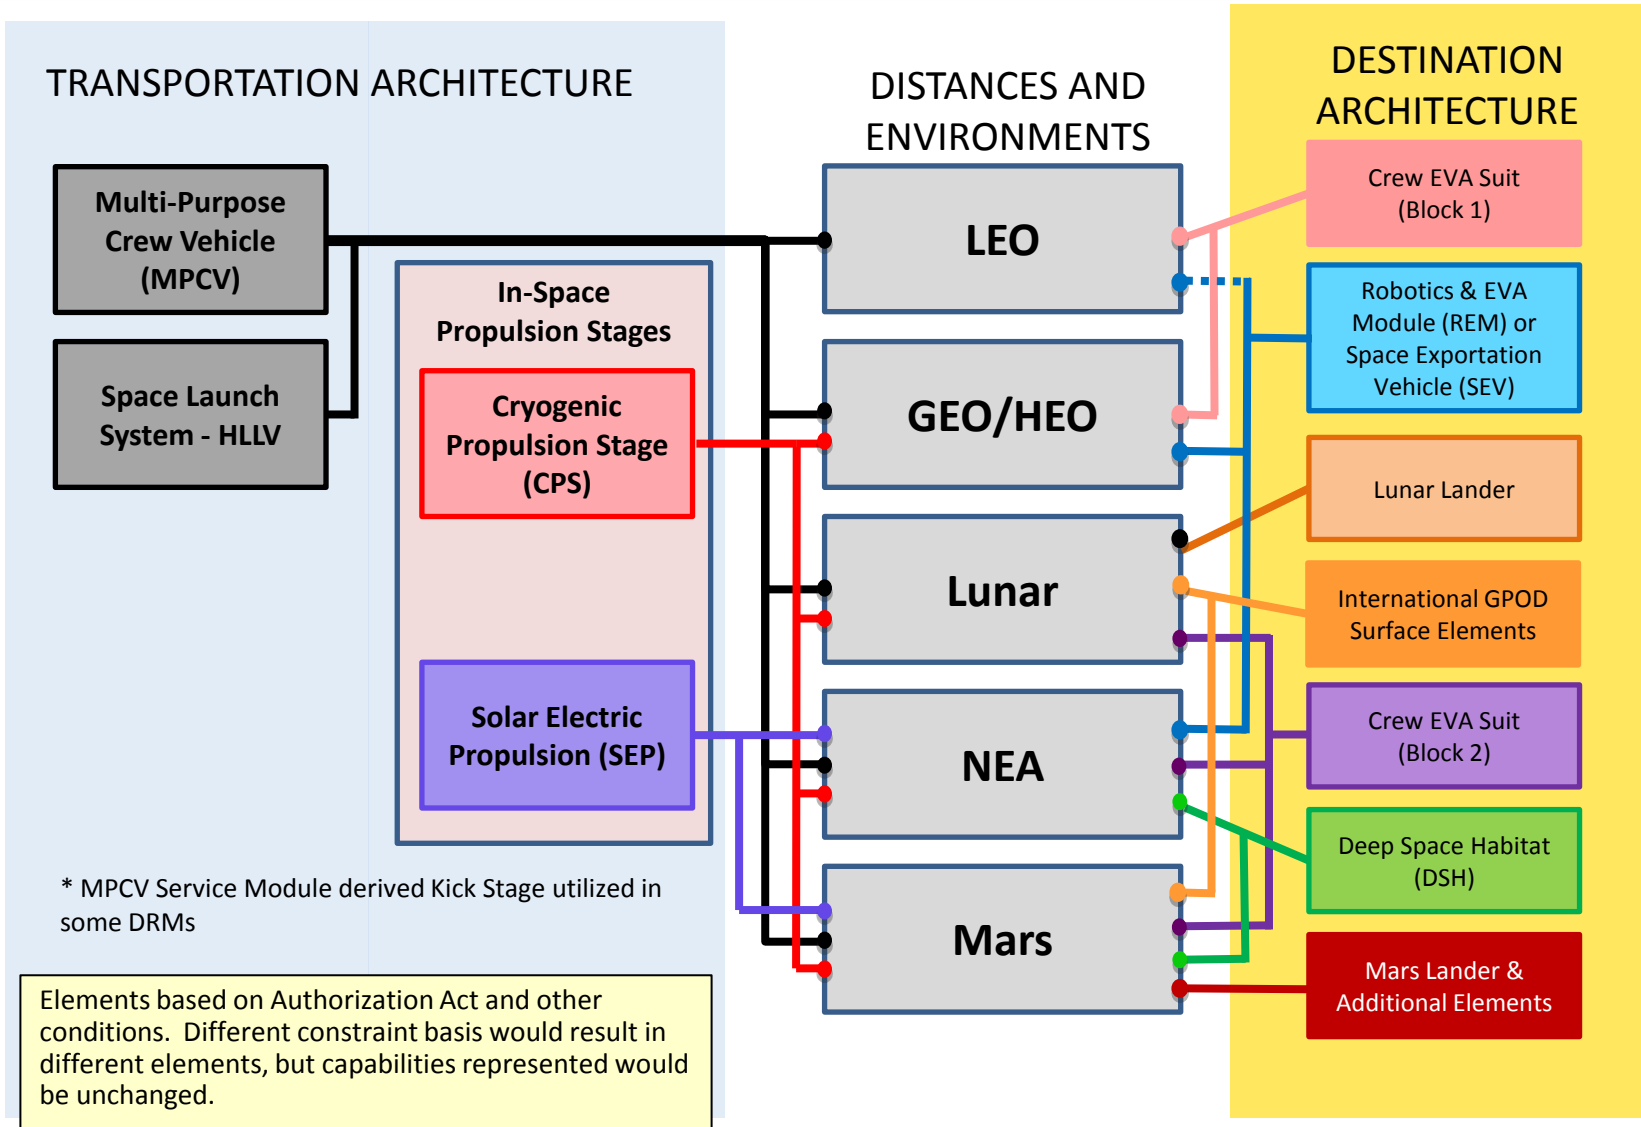 TRANSPORTATION ARCHITECTURE
Multi-Purpose
Crew Vehicle
(MPCV)
Space Launch
System - HLLV
In-Space
Propulsion Stages
Cryogenic
Propulsion Stage
(CPS)
Solar Electric
Propulsion (SEP)
* MPCV Service Module derived Kick Stage utilized in
some DRMs
Elements based on Authorization Act and other
conditions.  Different constraint basis would result in
different elements, but capabilities represented would
be unchanged.
DISTANCES AND
ENVIRONMENTS
LEO
GEO/HEO
Lunar
NEA
Mars
DESTINATION
ARCHITECTURE
Crew EVA Suit
(Block 1)
Robotics & EVA
Module (REM) or
Space Exportation
Vehicle (SEV)
Lunar Lander
International GPOD
Surface Elements
Crew EVA Suit
(Block 2)
Deep Space Habitat
(DSH)
Mars Lander &
Additional Elements